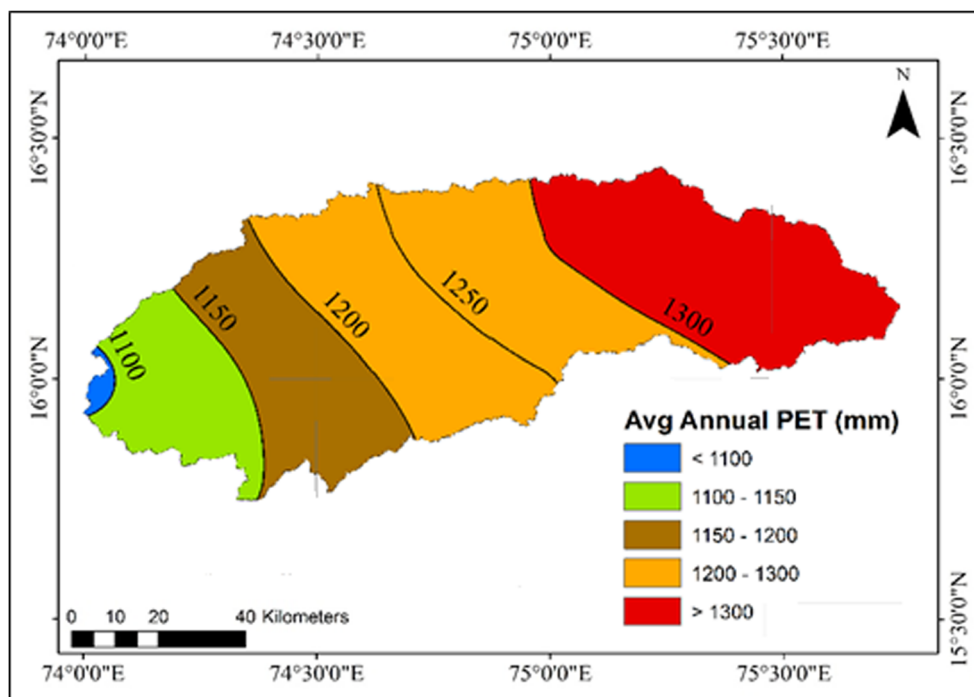 74°0'0"E 74°30'0"E 75°0'0"E 75°30'0"E
N
16°30'0"N
16°30'0"N
1100
1150
1200
1250
1300
16°0'0"N
16°0'0"N
Avg Annual PET (mm)
< 1100
1100 - 1150
1150 - 1200
1200 - 1300
> 1300
0 10 20 40 Kilometers
15°30'0"N
74°0'0"E 74°30'0"E 75°0'0"E 75°30'0"E